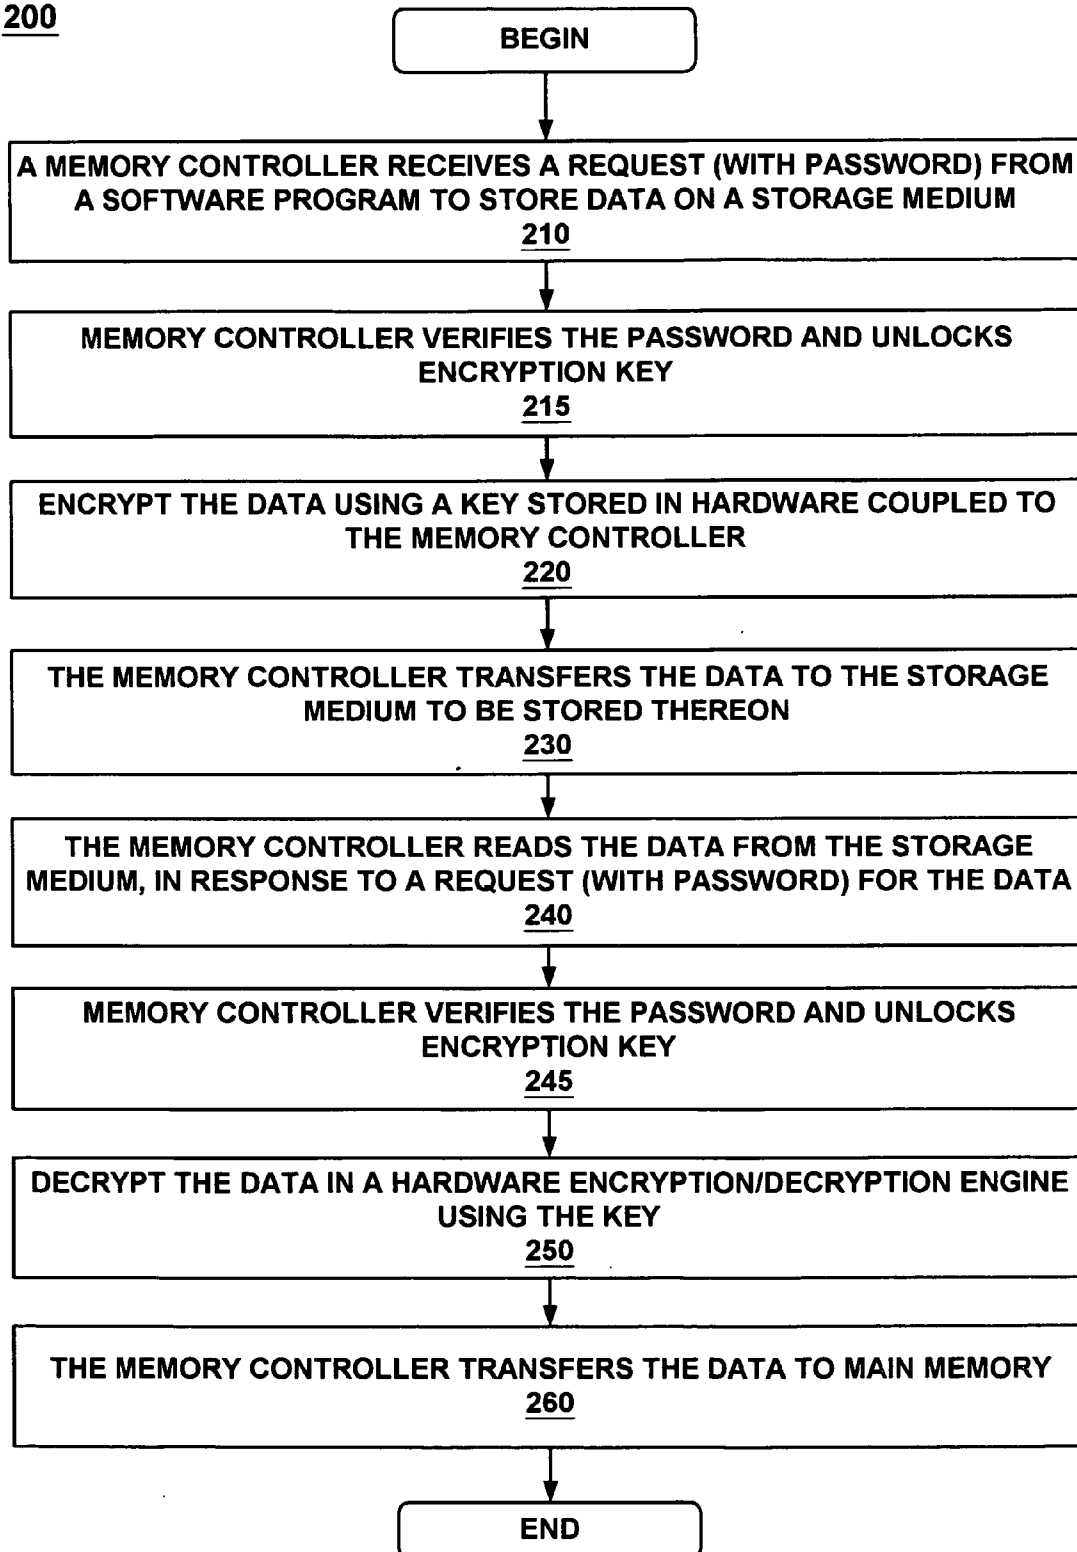 200
BEGIN
A MEMORY CONTROLLER RECEIVES A REQUEST (WITH PASSWORD) FROM
A SOFTWARE PROGRAM TO STORE DATA ON A STORAGE MEDIUM
210
MEMORY CONTROLLER VERIFIES THE PASSWORD AND UNLOCKS
ENCRYPTION KEY
215
ENCRYPT THE DATA USING A KEY STORED IN HARDWARE COUPLED TO
THE MEMORY CONTROLLER
220
THE MEMORY CONTROLLER TRANSFERS THE DATA TO THE STORAGE
MEDIUM TO BE STORED THEREON
230
THE MEMORY CONTROLLER READS THE DATA FROM THE STORAGE
MEDIUM, IN RESPONSE TO A REQUEST (WITH PASSWORD) FOR THE DATA
240
MEMORY CONTROLLER VERIFIES THE PASSWORD AND UNLOCKS
ENCRYPTION KEY
245
DECRYPT THE DATA IN A HARDWARE ENCRYPTION/DECRYPTION ENGINE
USING THE KEY
250
THE MEMORY CONTROLLER TRANSFERS THE DATA TO MAIN MEMORY
260
END